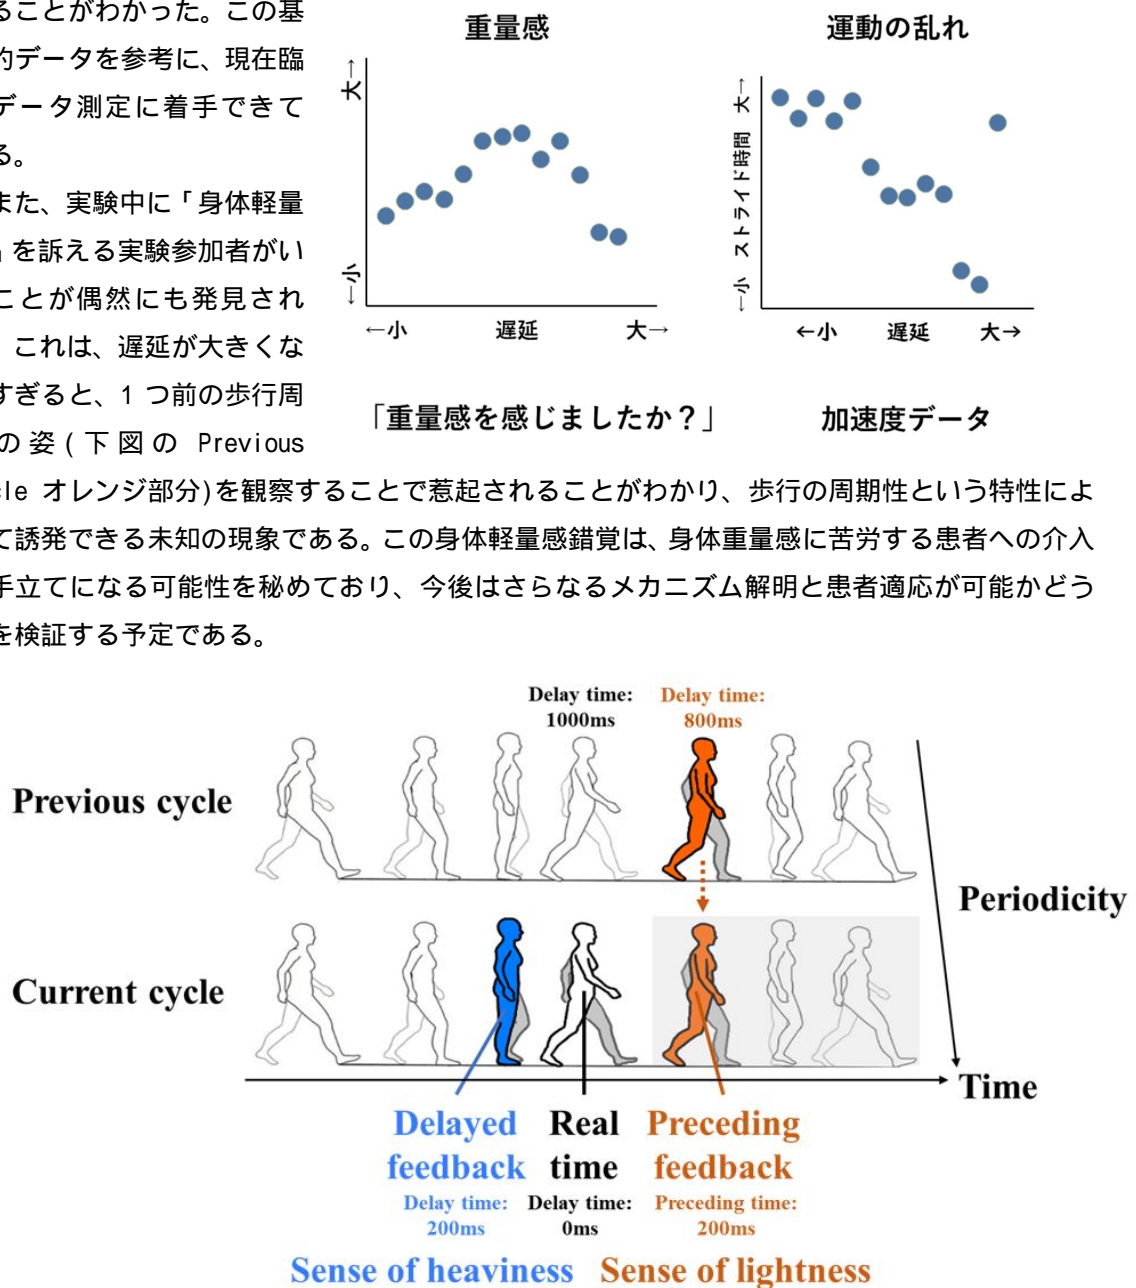 ることがわかった。この基
的データを参考に、現在臨
データ測定に着手できて
る。
また、実験中に「身体軽量
」を訴える実験参加者がい
ことが偶然にも発見され
これは、遅延が大きくな
すぎると、1 つ前の歩行周
の姿(下図の Previous
cle オレンジ部分)を観察することで惹起されることがわかり、歩行の周期性という特性によ
て誘発できる未知の現象である。この身体軽量感錯覚は、身体重量感に苦労する患者への介入
手立てになる可能性を秘めており、今後はさらなるメカニズム解明と患者適応が可能かどう
を検証する予定である。
重量感
大→
←小
←小 遅延 大→
「重量感を感じましたか？」
運動の乱れ
←小 ストライド時間 大→
←小 遅延 大→
加速度データ
Delay time:
1000ms
Delay time:
800ms
Previous cycle
Periodicity
Current cycle
Time
Delayed
feedback
Delay time:
200ms
Real
time
Delay time:
0ms
Preceding
feedback
Preceding time:
200ms
Sense of heaviness
Sense of lightness